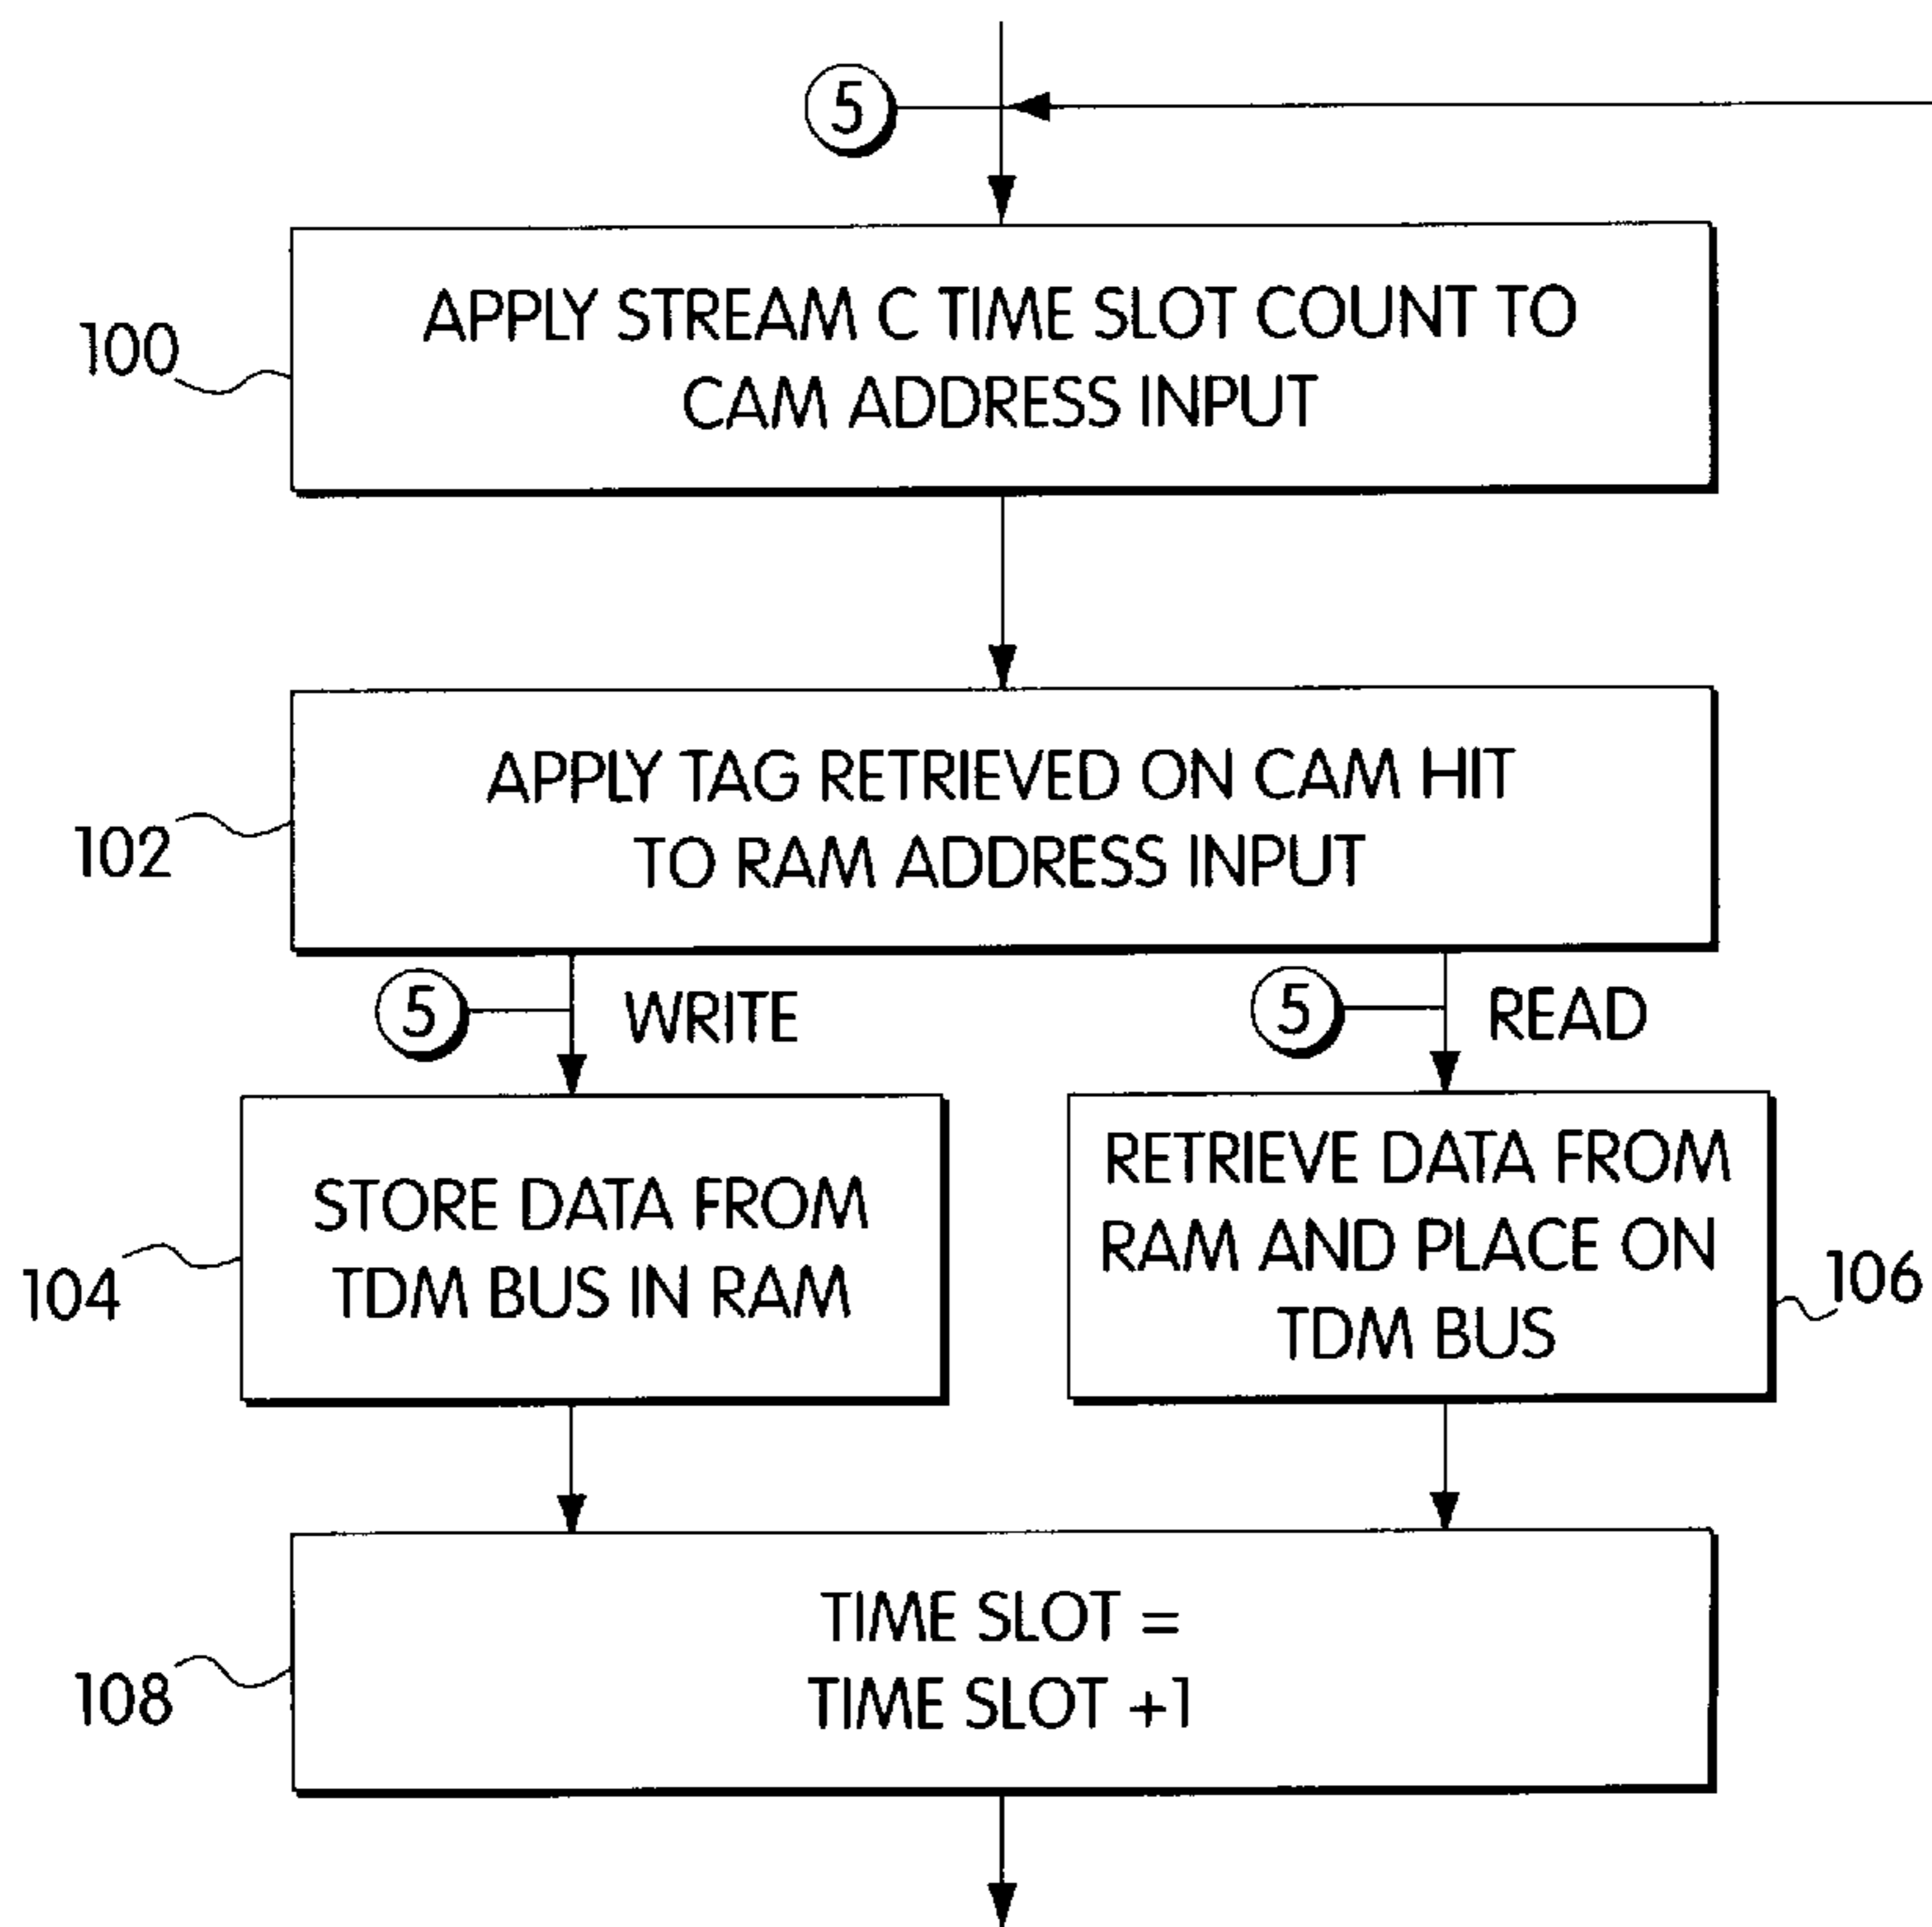 5
100
APPLY STREAM C TIME SLOT COUNT TO
CAM ADDRESS INPUT
102
APPLY TAG RETRIEVED ON CAM HIT
TO RAM ADDRESS INPUT
5
WRITE
5
READ
104
STORE DATA FROM
TDM BUS IN RAM
RETRIEVE DATA FROM
RAM AND PLACE ON
TDM BUS
106
108
TIME SLOT =
TIME SLOT +1